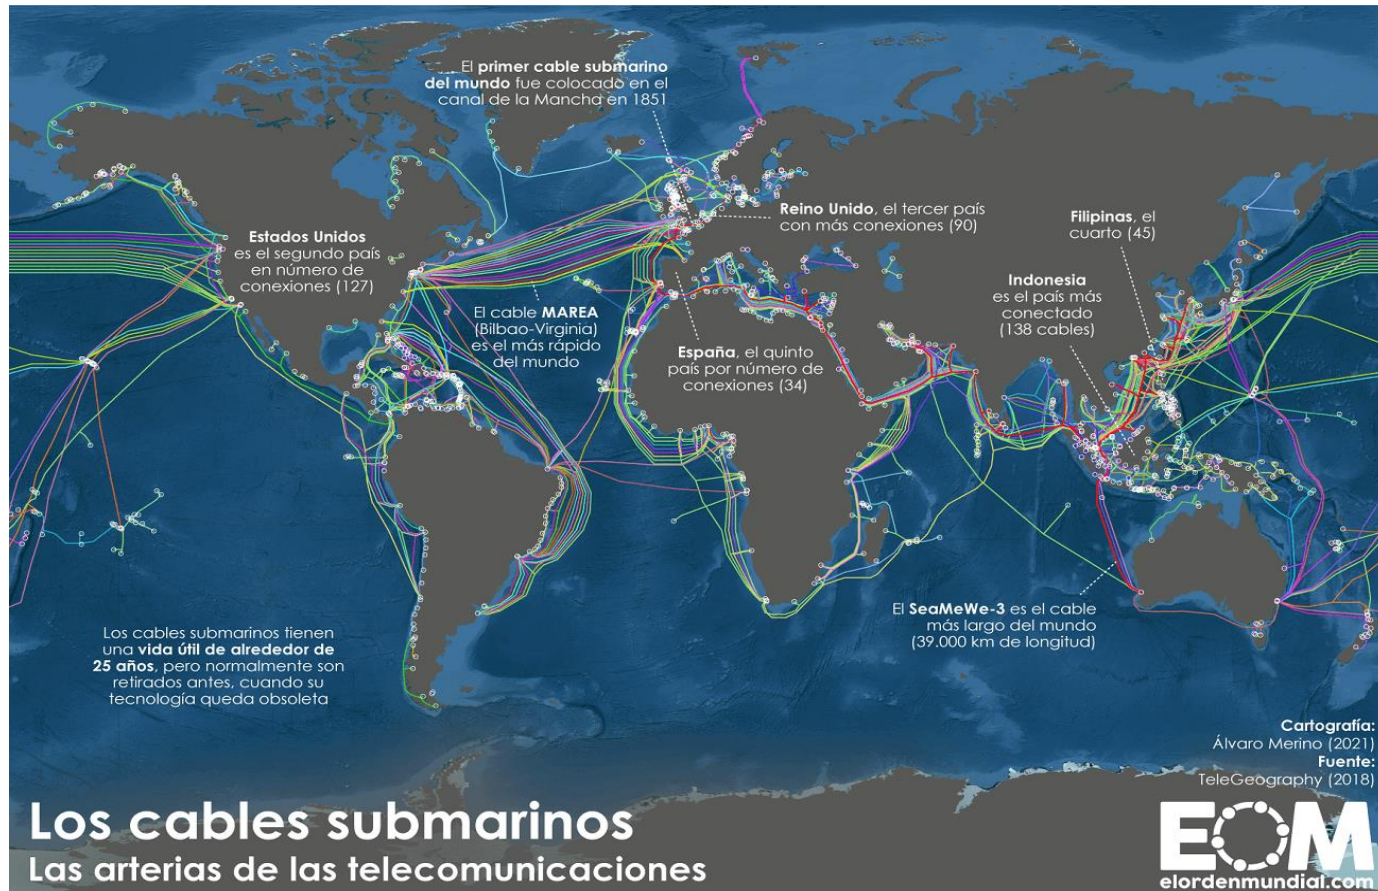 El primer cable submarino
del mundo fue colocado en el
canal de la Mancha en 1851
Reino Unido, el tercer país
con más conexiones (90)
Filipinas, el
cuarto (45)
Estados Unidos
es el segundo país
en número de
conexiones (127)
Indonesia
es el país más
conectado
(138 cables)
El cable MAREA
(Bilbao-Virginia)
es el más rápido
del mundo
España, el quinto
país por número de
conexiones (34)
El SeaMeWe-3 es el cable
más largo del mundo
(39.000 km de longitud)
Los cables submarinos tienen
una vida útil de alrededor de
25 años, pero normalmente son
retirados antes, cuando su
tecnología queda obsoleta
Cartografía:
Álvaro Merino (2021)
Fuente:
TeleGeography (2018)
Los cables submarinos
Las arterias de las telecomunicaciones
EOM
elordenmundial.com